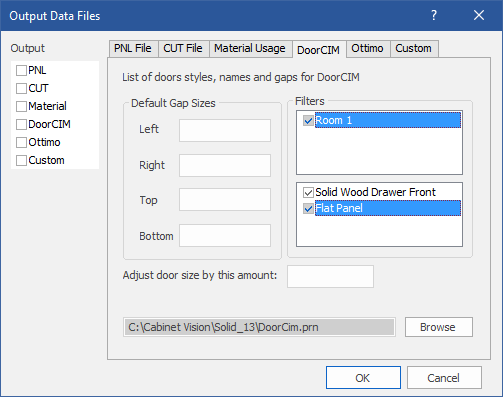 Output Data Files
? X
Output
PNL
CUT
Material
DoorCIM
Ottimo
Custom
PNL File CUT File Material Usage DoorCIM Ottimo Custom
List of doors styles, names and gaps for DoorCIM
Default Gap Sizes
Left
Right
Top
Bottom
Filters
Room 1
Solid Wood Drawer Front
Flat Panel
Adjust door size by this amount:
C:\Cabinet Vision\Solid_13\DoorCim.prn
Browse
OK Cancel